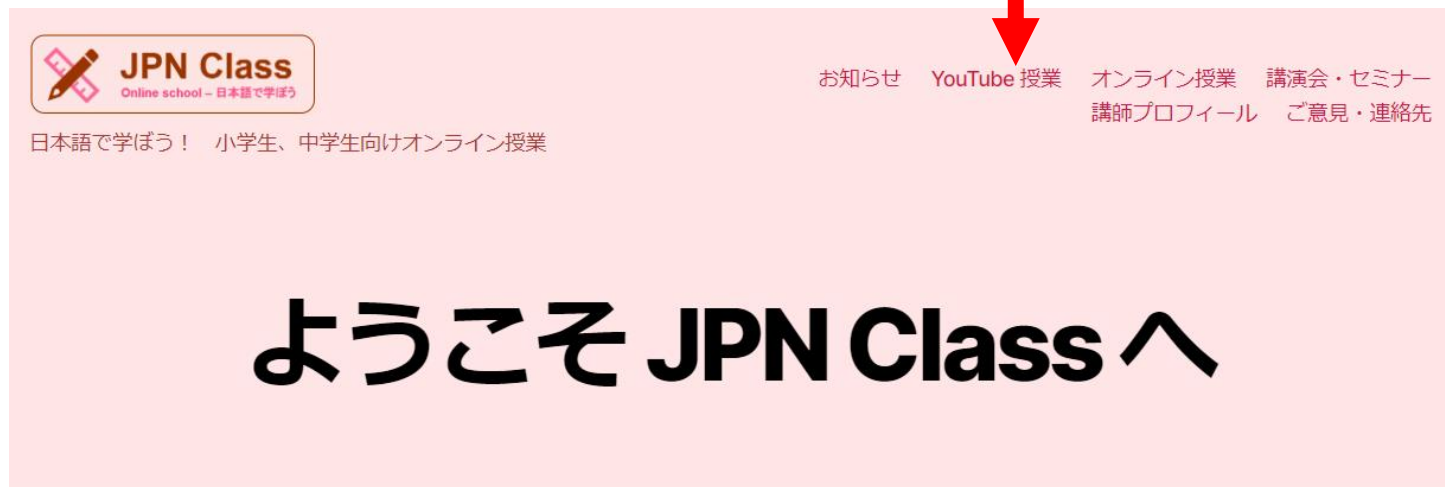 JPN Class
Online school – 日本語で学ぼう
日本語で学ぼう！　小学生、中学生向けオンライン授業
お知らせ　YouTube 授業　オンライン授業　講演会・セミナー
講師プロフィール　ご意見・連絡先
ようこそ JPN Class へ